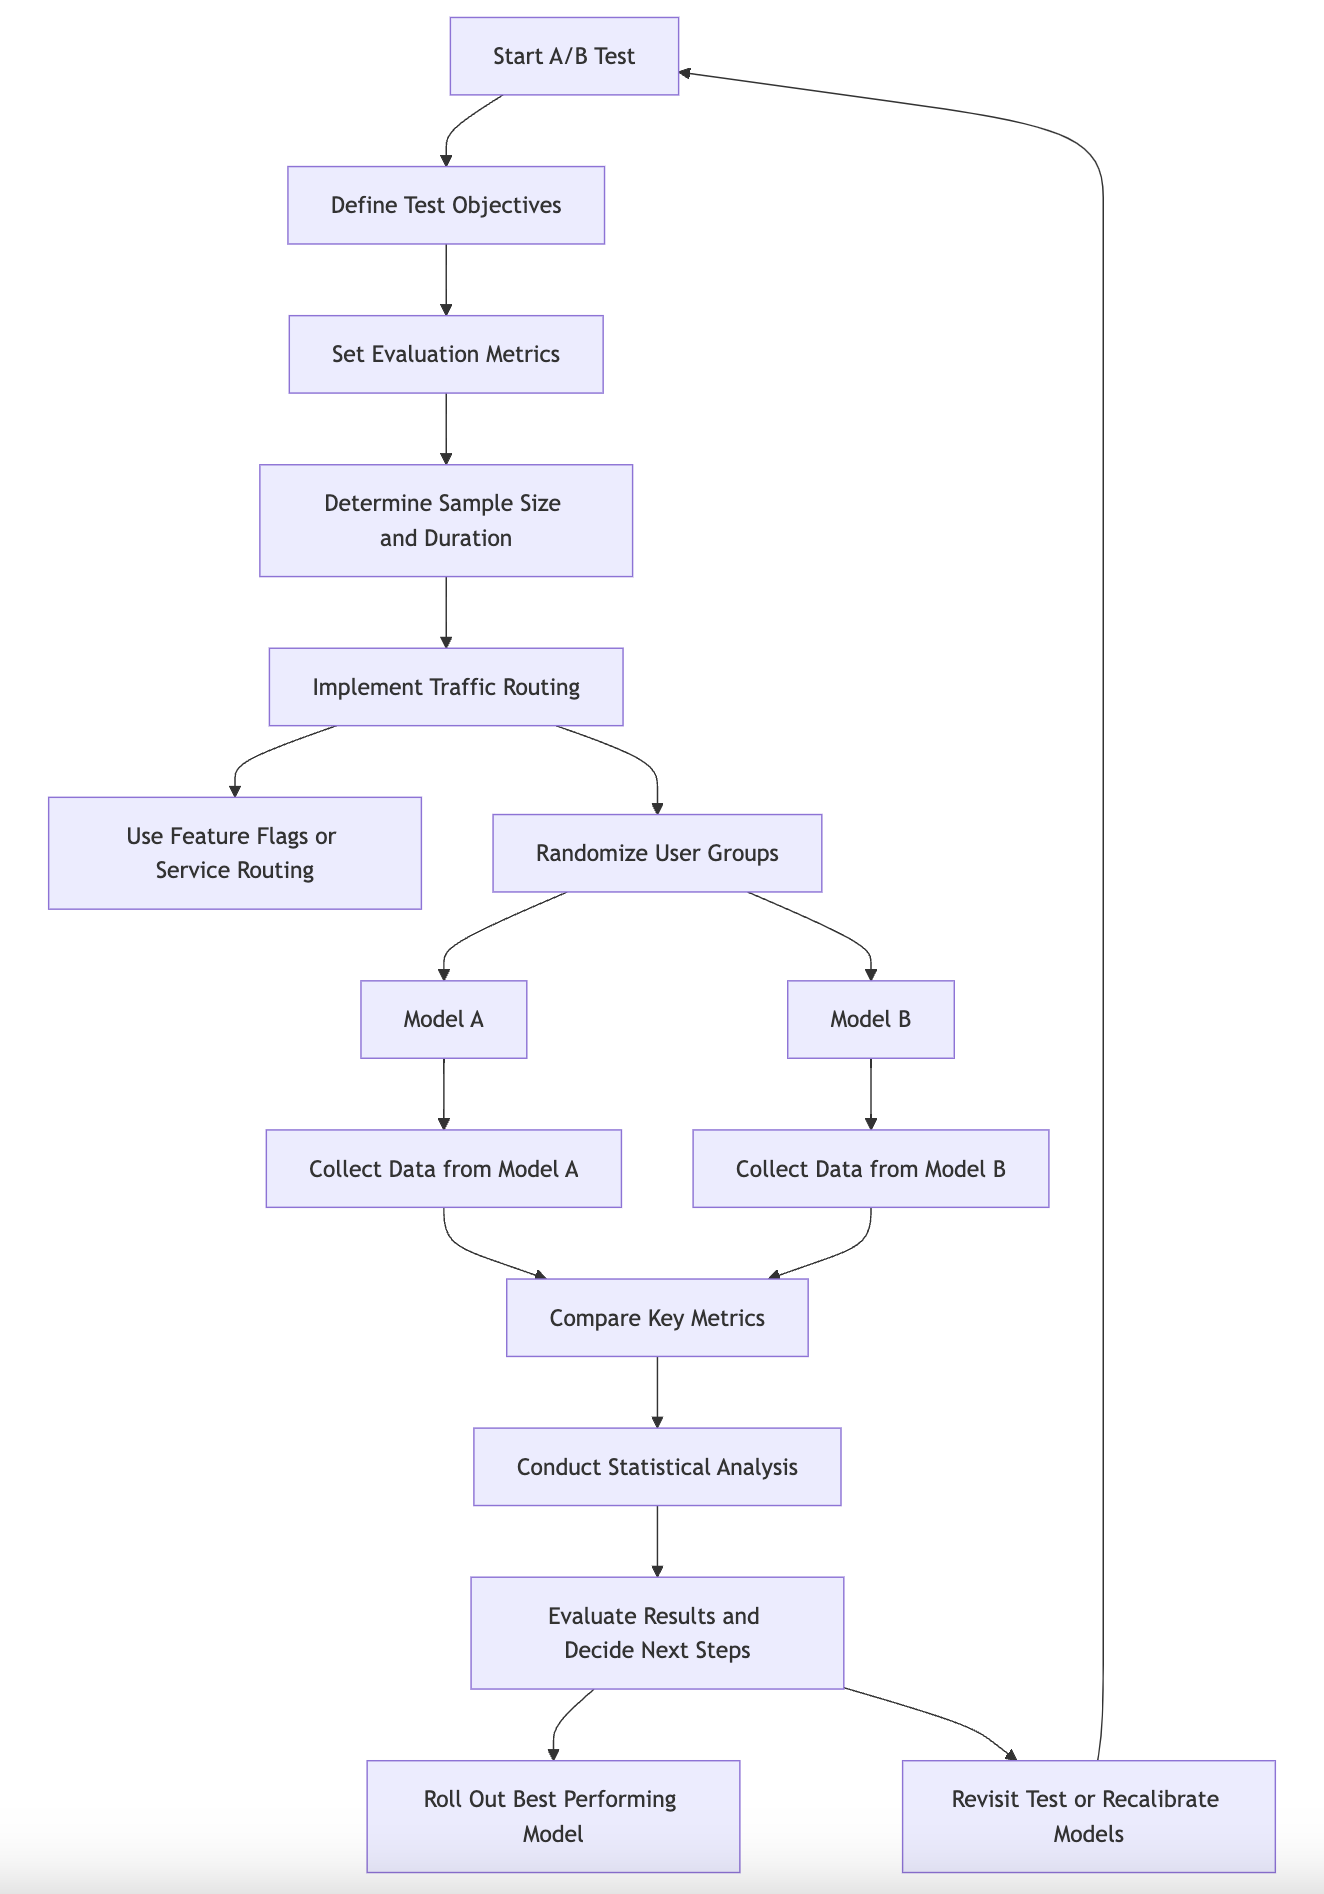 Start A/B Test
Define Test Objectives
Set Evaluation Metrics
Determine Sample Size
and Duration
Implement Traffic Routing
Use Feature Flags or
Service Routing
Randomize User Groups
Model A
Model B
Collect Data from Model A
Collect Data from Model B
Compare Key Metrics
Conduct Statistical Analysis
Evaluate Results and
Decide Next Steps
Roll Out Best Performing
Model
Revisit Test or Recalibrate
Models